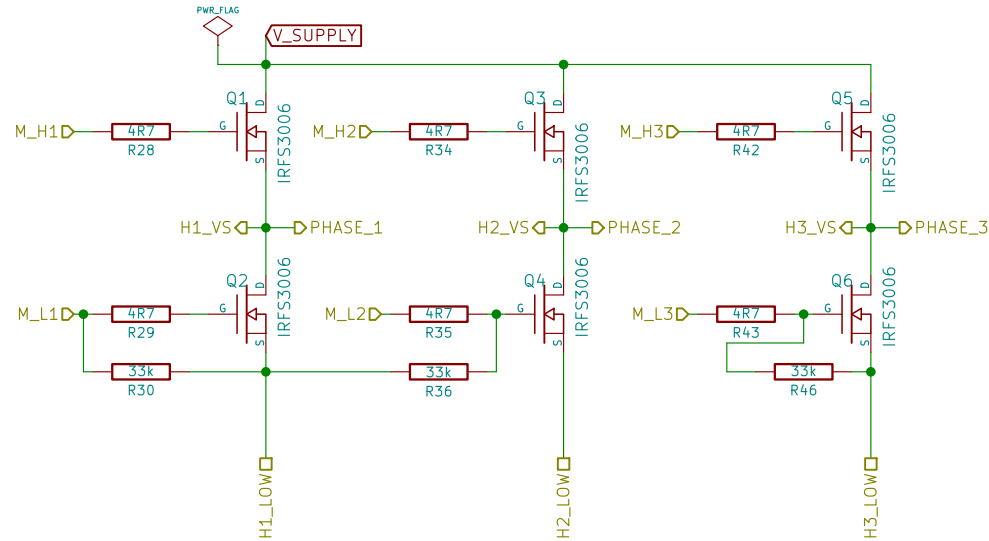 PWR_FLAG
V_SUPPLY
Q1
D
G
S
IRFS3006
M_H1
4R7
R28
Q3
D
G
S
IRFS3006
M_H2
4R7
R34
Q5
D
G
S
IRFS3006
M_H3
4R7
R42
H1_VS
PHASE_1
H2_VS
PHASE_2
H3_VS
PHASE_3
Q2
D
G
S
IRFS3006
M_L1
4R7
R29
33k
R30
Q4
D
G
S
IRFS3006
M_L2
4R7
R35
33k
R36
Q6
D
G
S
IRFS3006
M_L3
4R7
R43
33k
R46
H1_LOW
H2_LOW
H3_LOW